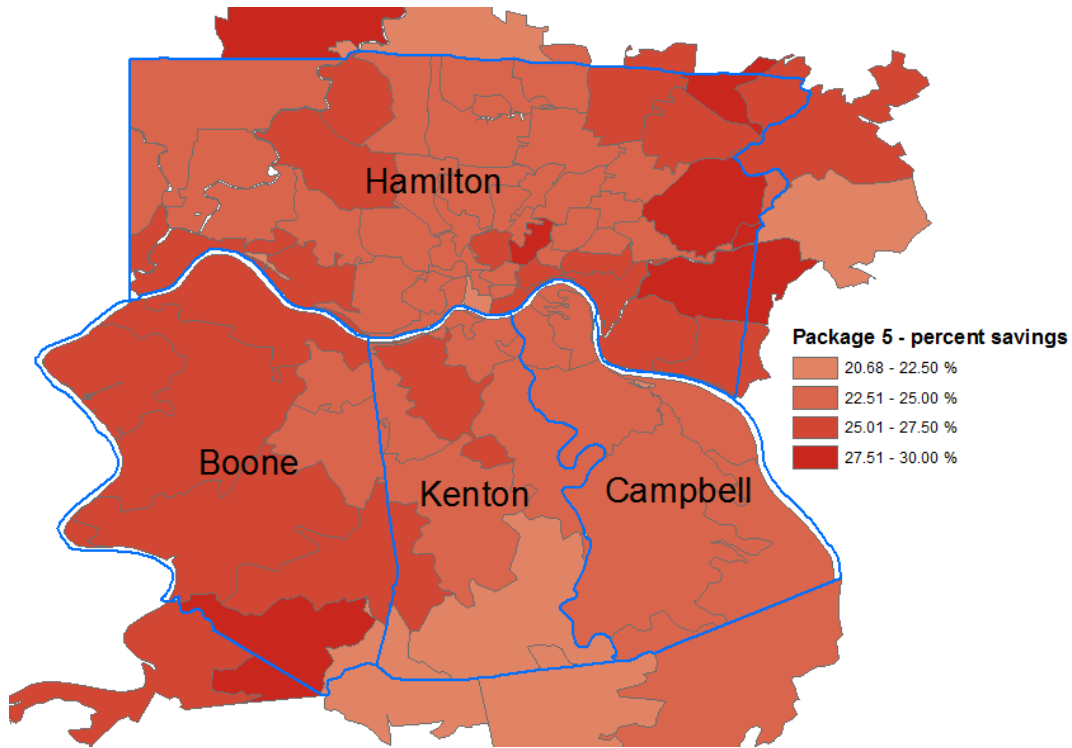 Hamilton
Package 5 - percent savings
20.68 - 22.50 %
22.51 - 25.00 %
25.01 - 27.50 %
27.51 - 30.00 %
Boone
Kenton
Campbell